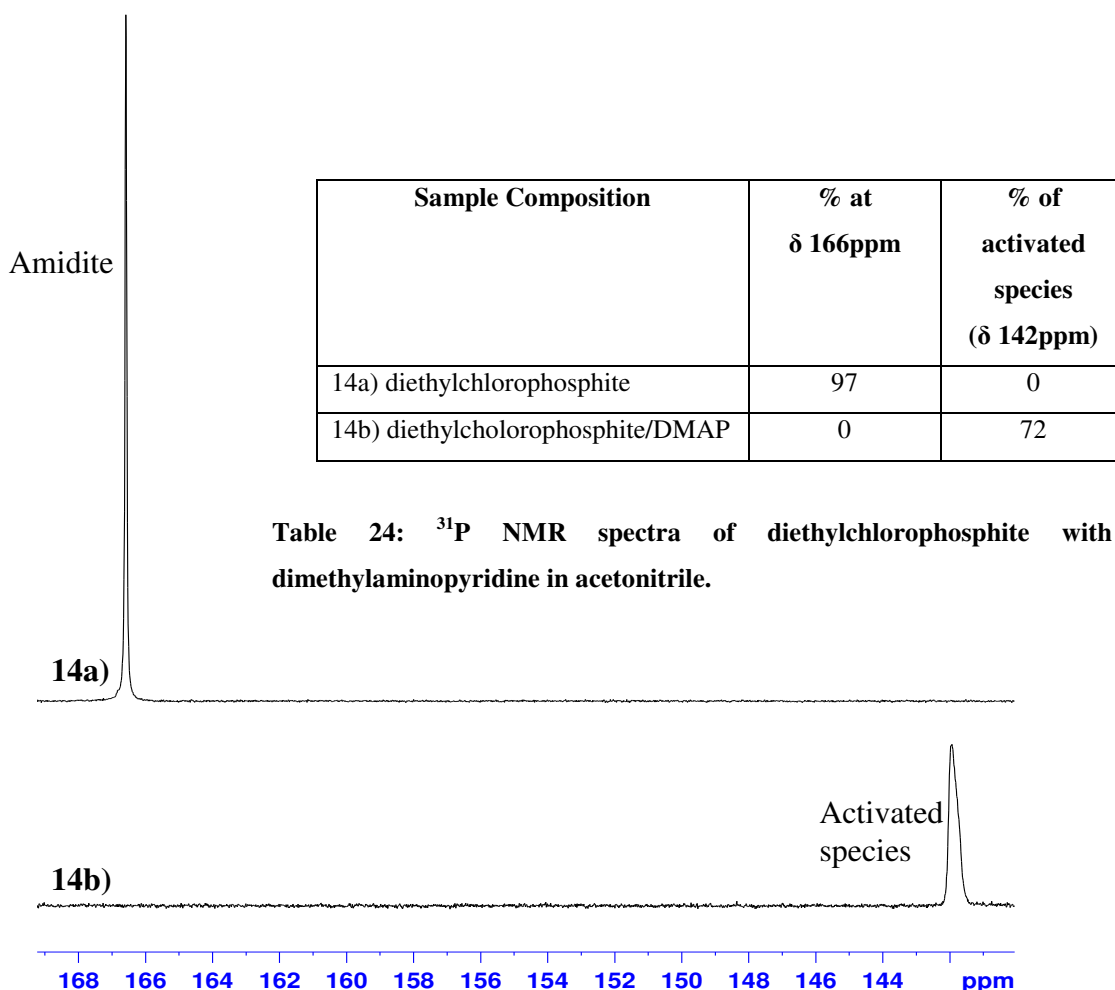 Sample Composition % at % of
δ 166ppm activated
species
(δ 142ppm)
14a) diethylchlorophosphite 97 0
14b) diethylcholorophosphite/DMAP 0 72
Amidite
Table 24: 31P NMR spectra of diethylchlorophosphite with
dimethylaminopyridine in acetonitrile.
14a)
Activated
species
14b)
168 166 164 162 160 158 156 154 152 150 148 146 144 ppm